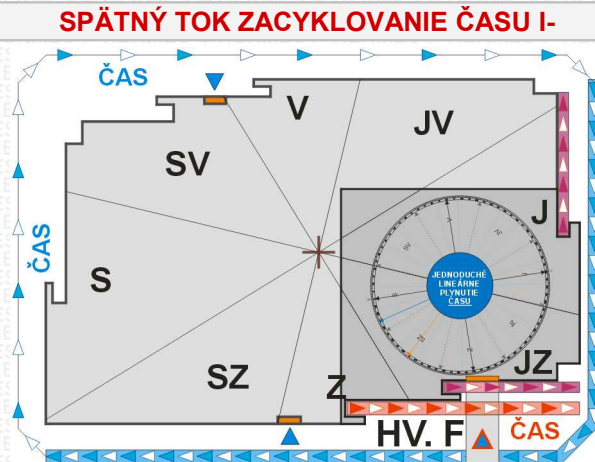 SPÄTNÝ TOK ZACYKLOVANIE ČASU I-
ČAS
V
JV
SV
J
ČAS
S
JEDNODUCHÉ
LINEÁRNE
PLYNUTIE
ČASU
SZ
Z
JZ
HV. F
ČAS